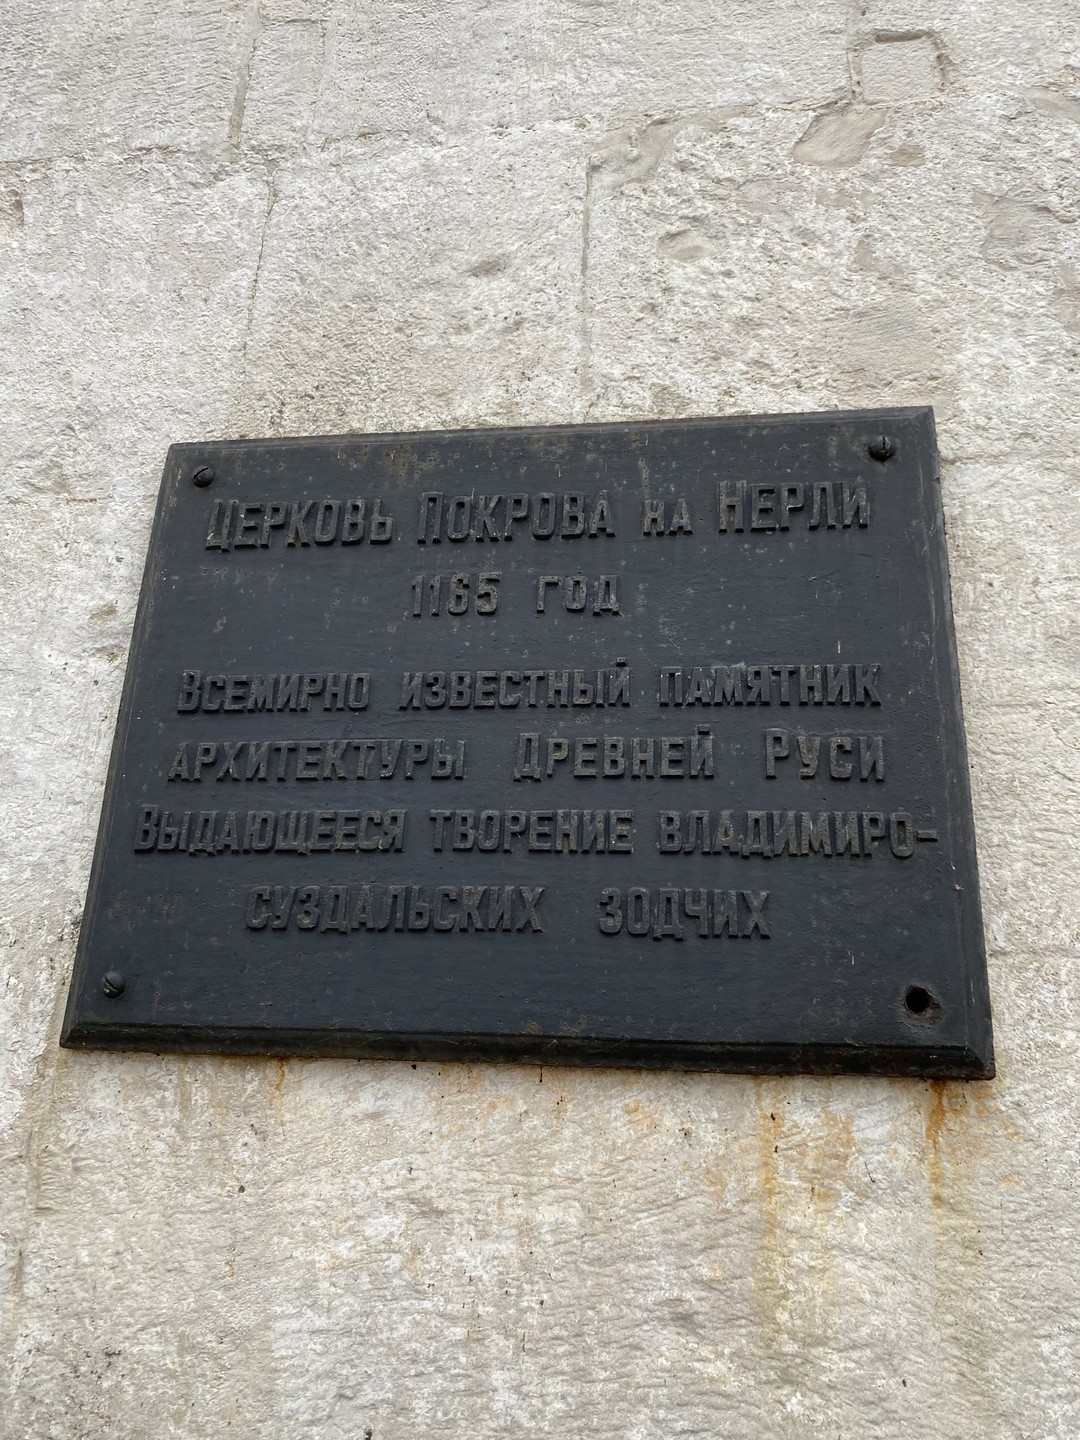 Церковь Покрова на Нерли
1165 год
Всемирно известный памятник
архитектуры Древней Руси
Выдающееся творение владимиро-
суздальских зодчих